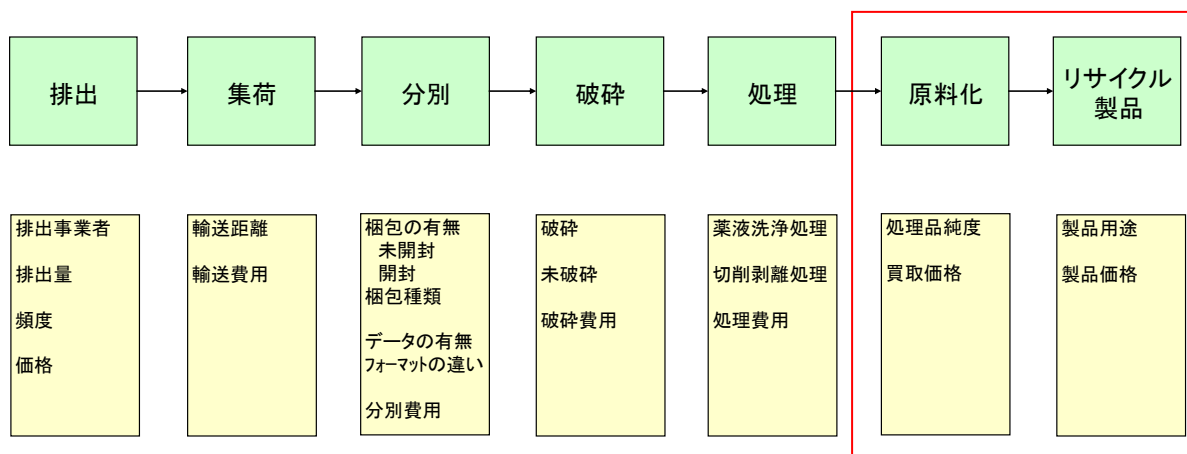 排出
集荷
分別
破砕
処理
原料化
リサイクル
製品
排出事業者
排出量
頻度
価格
輸送距離
輸送費用
梱包の有無
未開封
開封
梱包種類
データの有無
フォーマットの違い
分別費用
破砕
未破砕
破砕費用
薬液洗浄処理
切削剥離処理
処理費用
処理品純度
買取価格
製品用途
製品価格